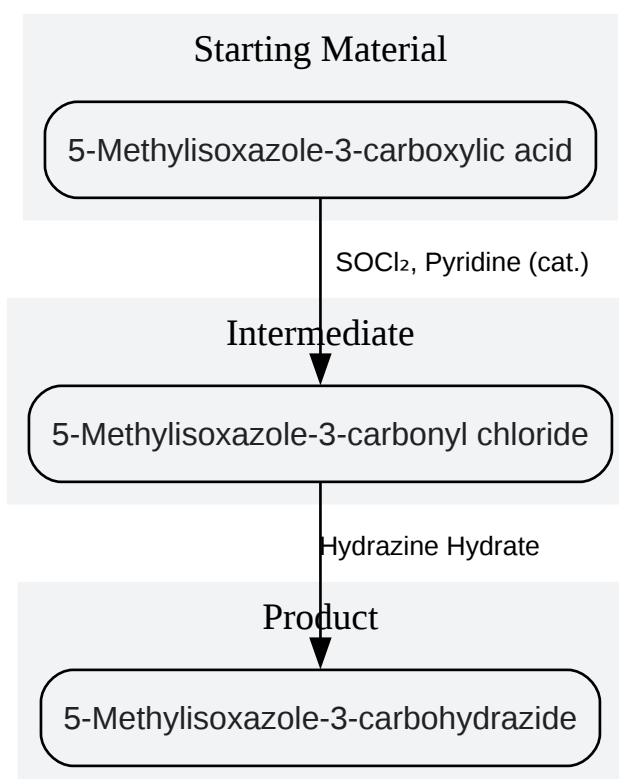 Starting Material
5-Methylisoxazole-3-carboxylic acid
SOCl₂, Pyridine (cat.)
Intermediate
5-Methylisoxazole-3-carbonyl chloride
Hydrazine Hydrate
Product
5-Methylisoxazole-3-carbohydrazide